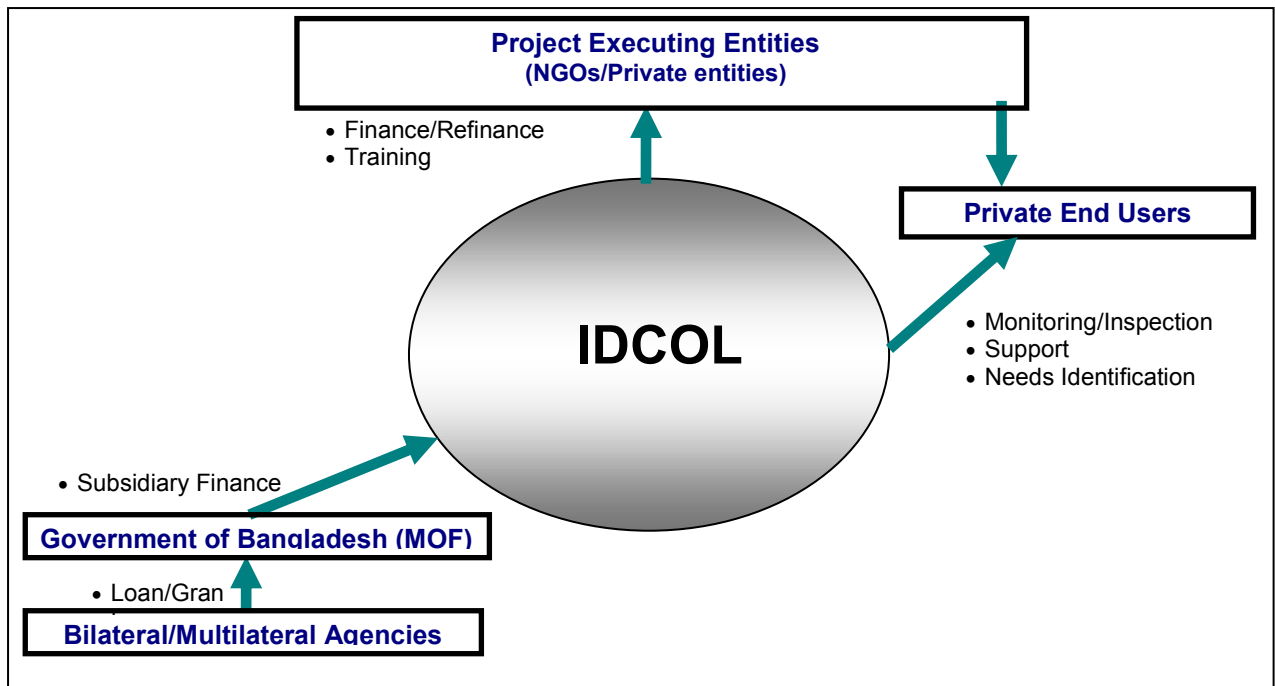 Project Executing Entities
(NGOs/Private entities)
• Finance/Refinance
• Training
Private End Users
IDCOL
• Monitoring/Inspection
• Support
• Needs Identification
• Subsidiary Finance
Government of Bangladesh (MOF)
• Loan/Gran
Bilateral/Multilateral Agencies